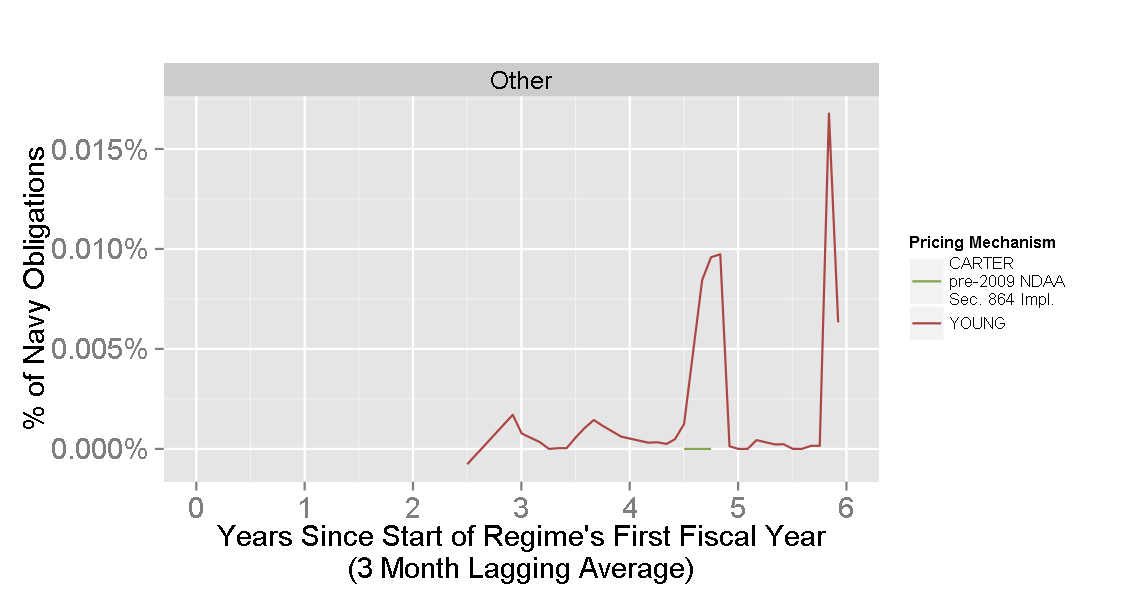 Other
0.015%
0.010%
0.005%
0.000%
% of Navy Obligations
0
1
2
3
4
5
6
Years Since Start of Regime's First Fiscal Year
(3 Month Lagging Average)
Pricing Mechanism
CARTER
pre-2009 NDAA
Sec. 864 Impl.
YOUNG